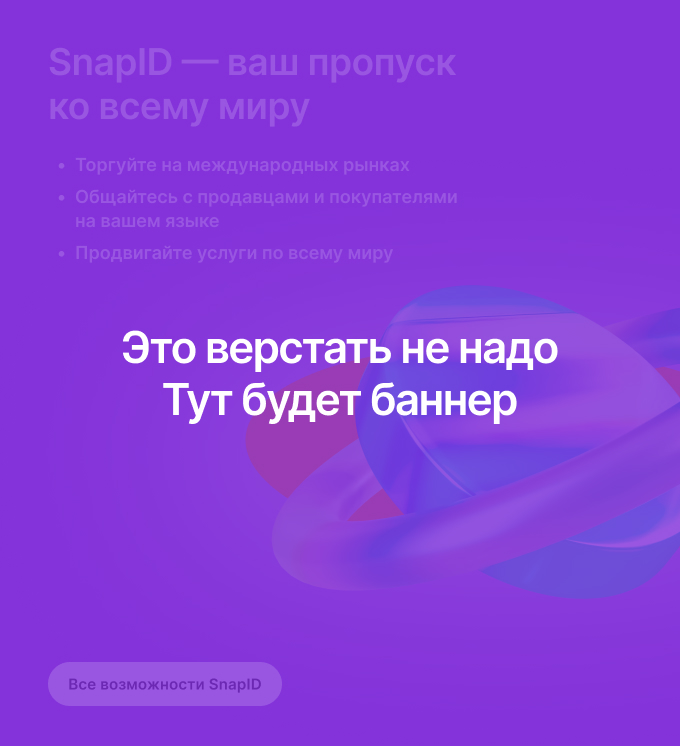 SnapID — ваш пропуск
ко всему миру
• Торгуйте на международных рынках
• Общайтесь с продавцами и покупателями
на вашем языке
• Продвигайте услуги по всему миру
Это верстать не надо
Тут будет баннер
Все возможности SnapID